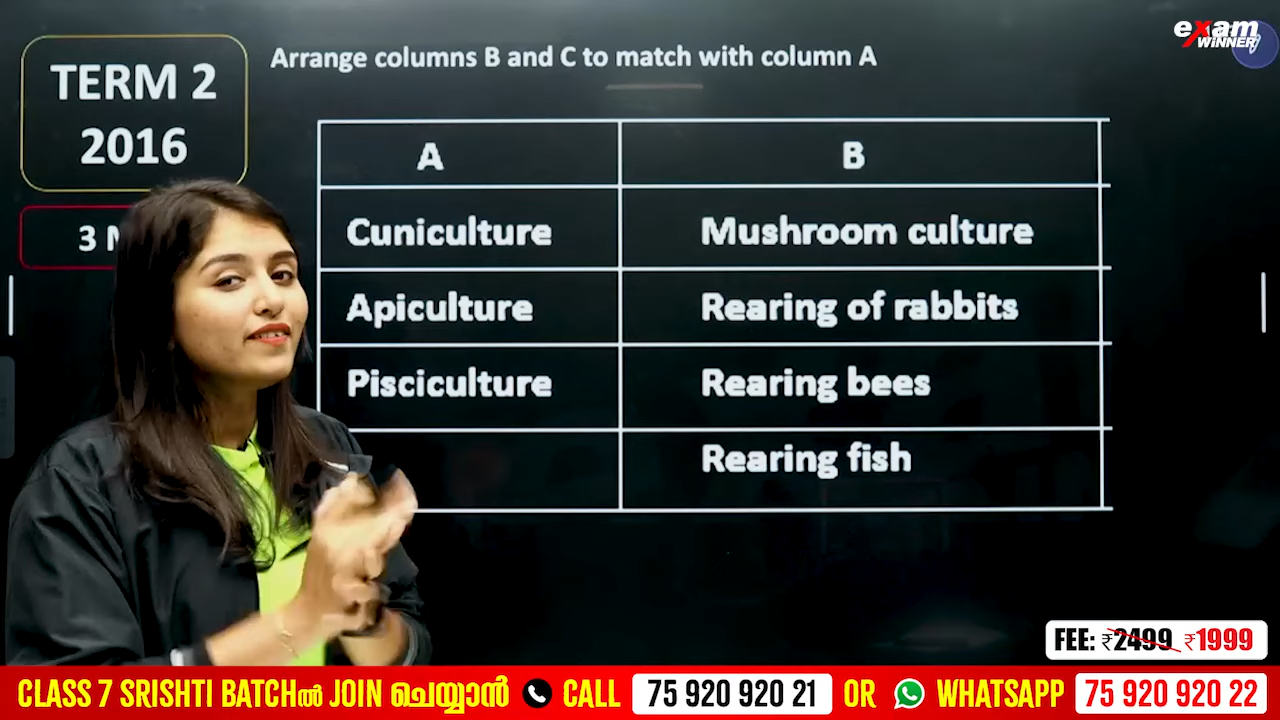 exam
WINNER
TERM 2
2016
Arrange columns B and C to match with column A
3
A
B
Cuniculture
Mushroom culture
Apiculture
Rearing of rabbits
Pisciculture
Rearing bees
Rearing fish
FEE: ₹2499 ₹1999
CLASS 7 SRISHTI BATCHൽ JOIN ചെയ്യാൻ CALL 75 920 920 21 OR WHATSAPP 75 920 920 22